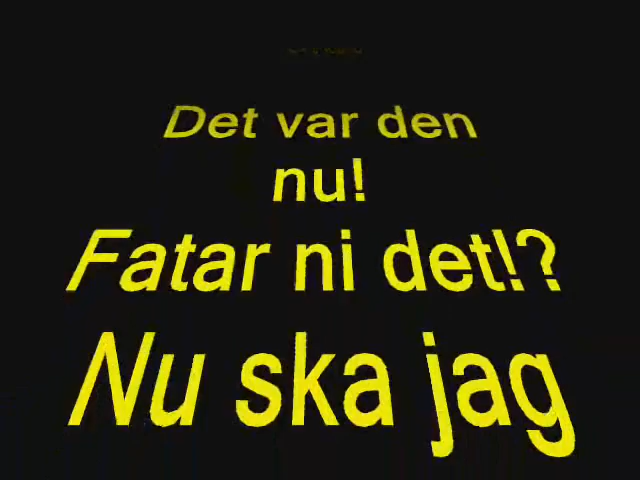 Det var den
nu!
Fatar ni det!?
Nu ska jag